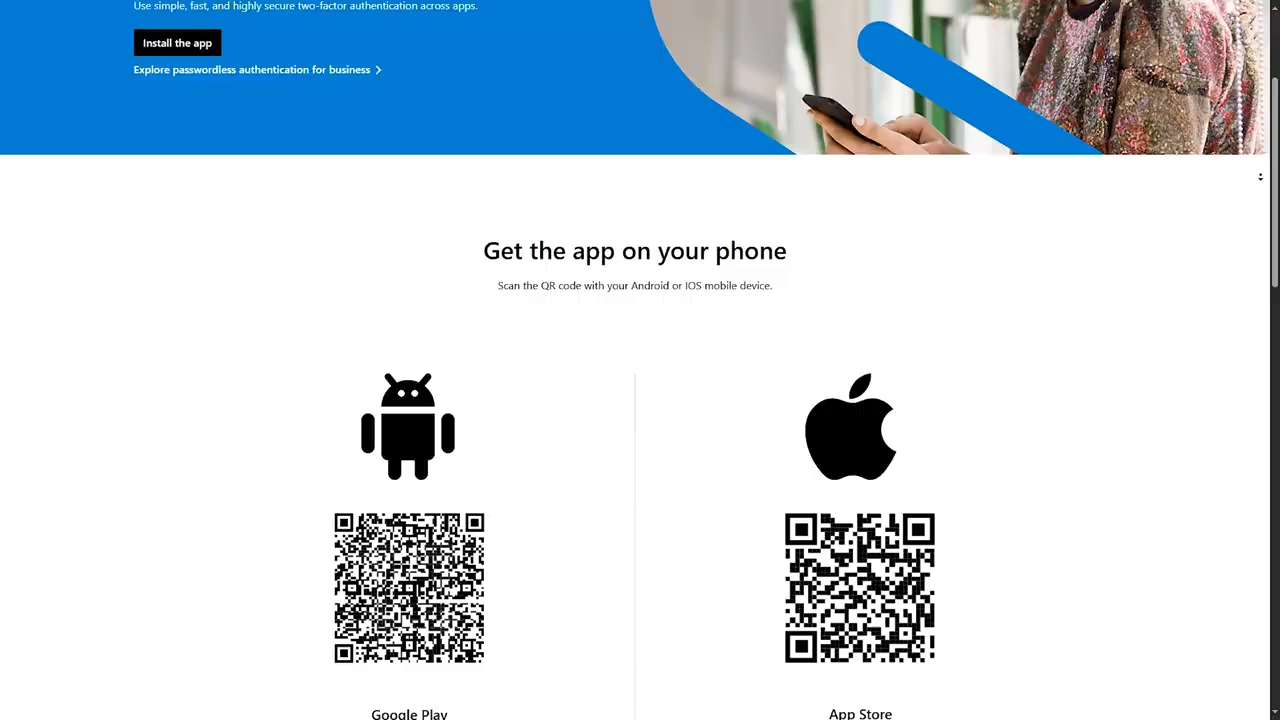 Use simple, fast, and highly secure two-factor authentication across apps.
Install the app
Explore passwordless authentication for business
Get the app on your phone
Scan the QR code with your Android or IOS mobile device.
Google Play
App Store